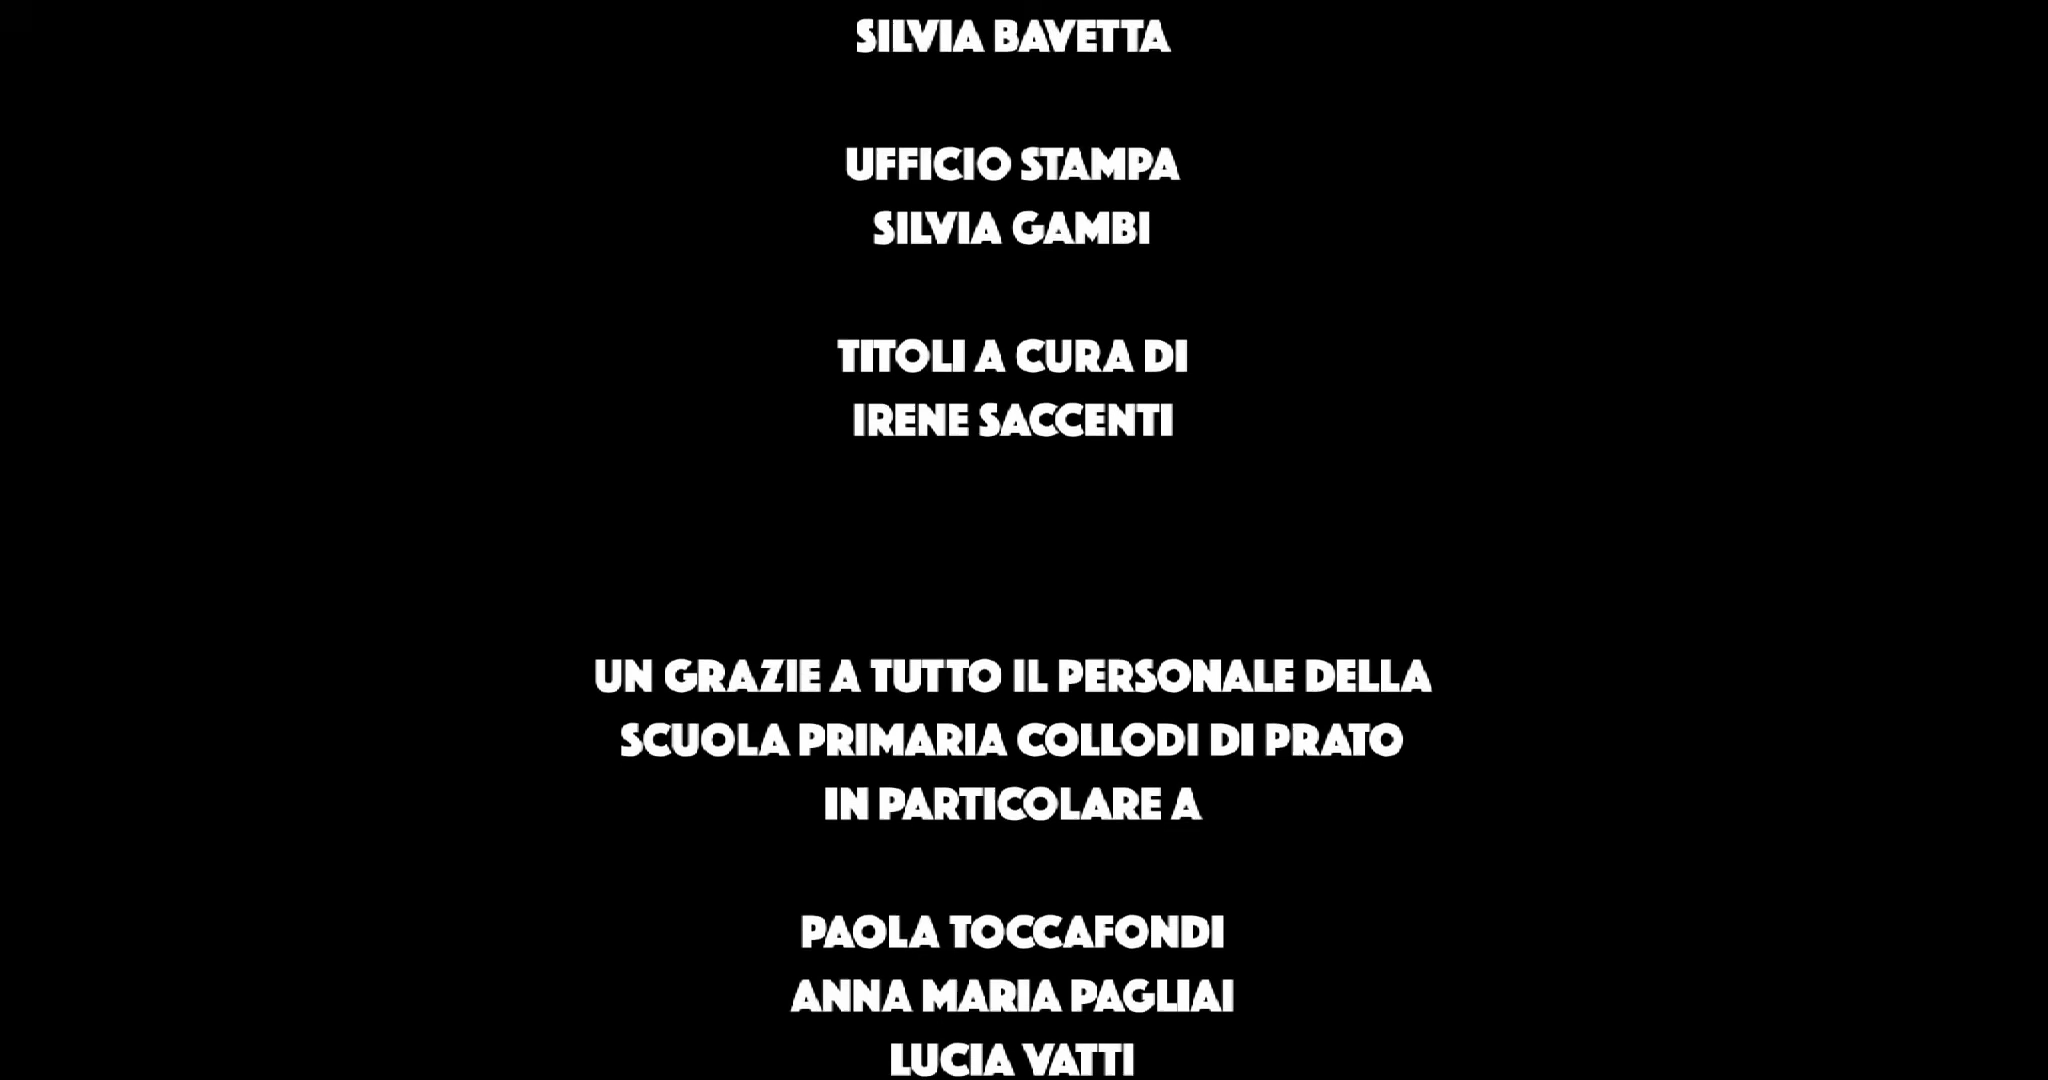 SILVIA BAVETTA
UFFICIO STAMPA
SILVIA GAMBI
TITOLI A CURA DI
IRENE SACCENTI
UN GRAZIE A TUTTO IL PERSONALE DELLA
SCUOLA PRIMARIA COLLODI DI PRATO
IN PARTICOLARE A
PAOLA TOCCAFONDI
ANNA MARIA PAGLIAI
LUCIA VATTI